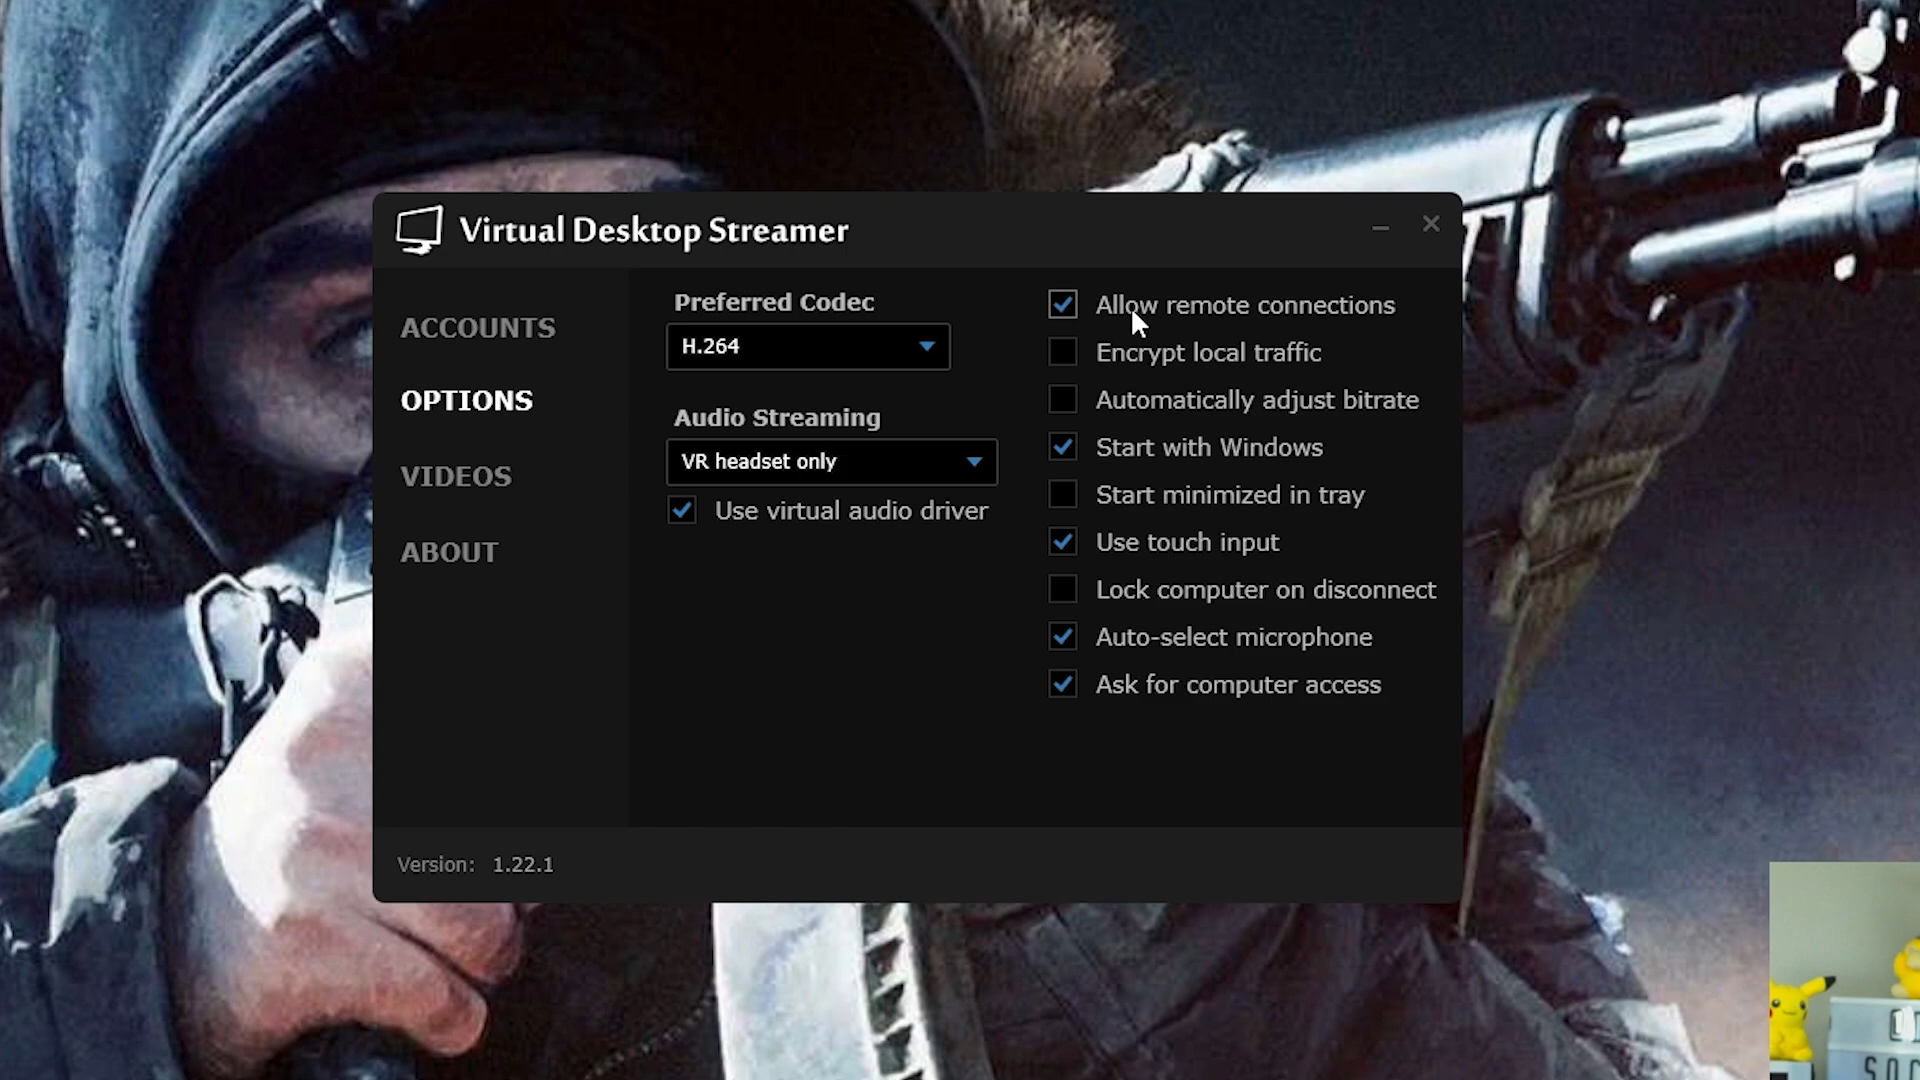 Virtual Desktop Streamer
ACCOUNTS
OPTIONS
VIDEOS
ABOUT
Preferred Codec
H.264
Audio Streaming
VR headset only
Use virtual audio driver
Allow remote connections
Encrypt local traffic
Automatically adjust bitrate
Start with Windows
Start minimized in tray
Use touch input
Lock computer on disconnect
Auto-select microphone
Ask for computer access
Version: 1.22.1